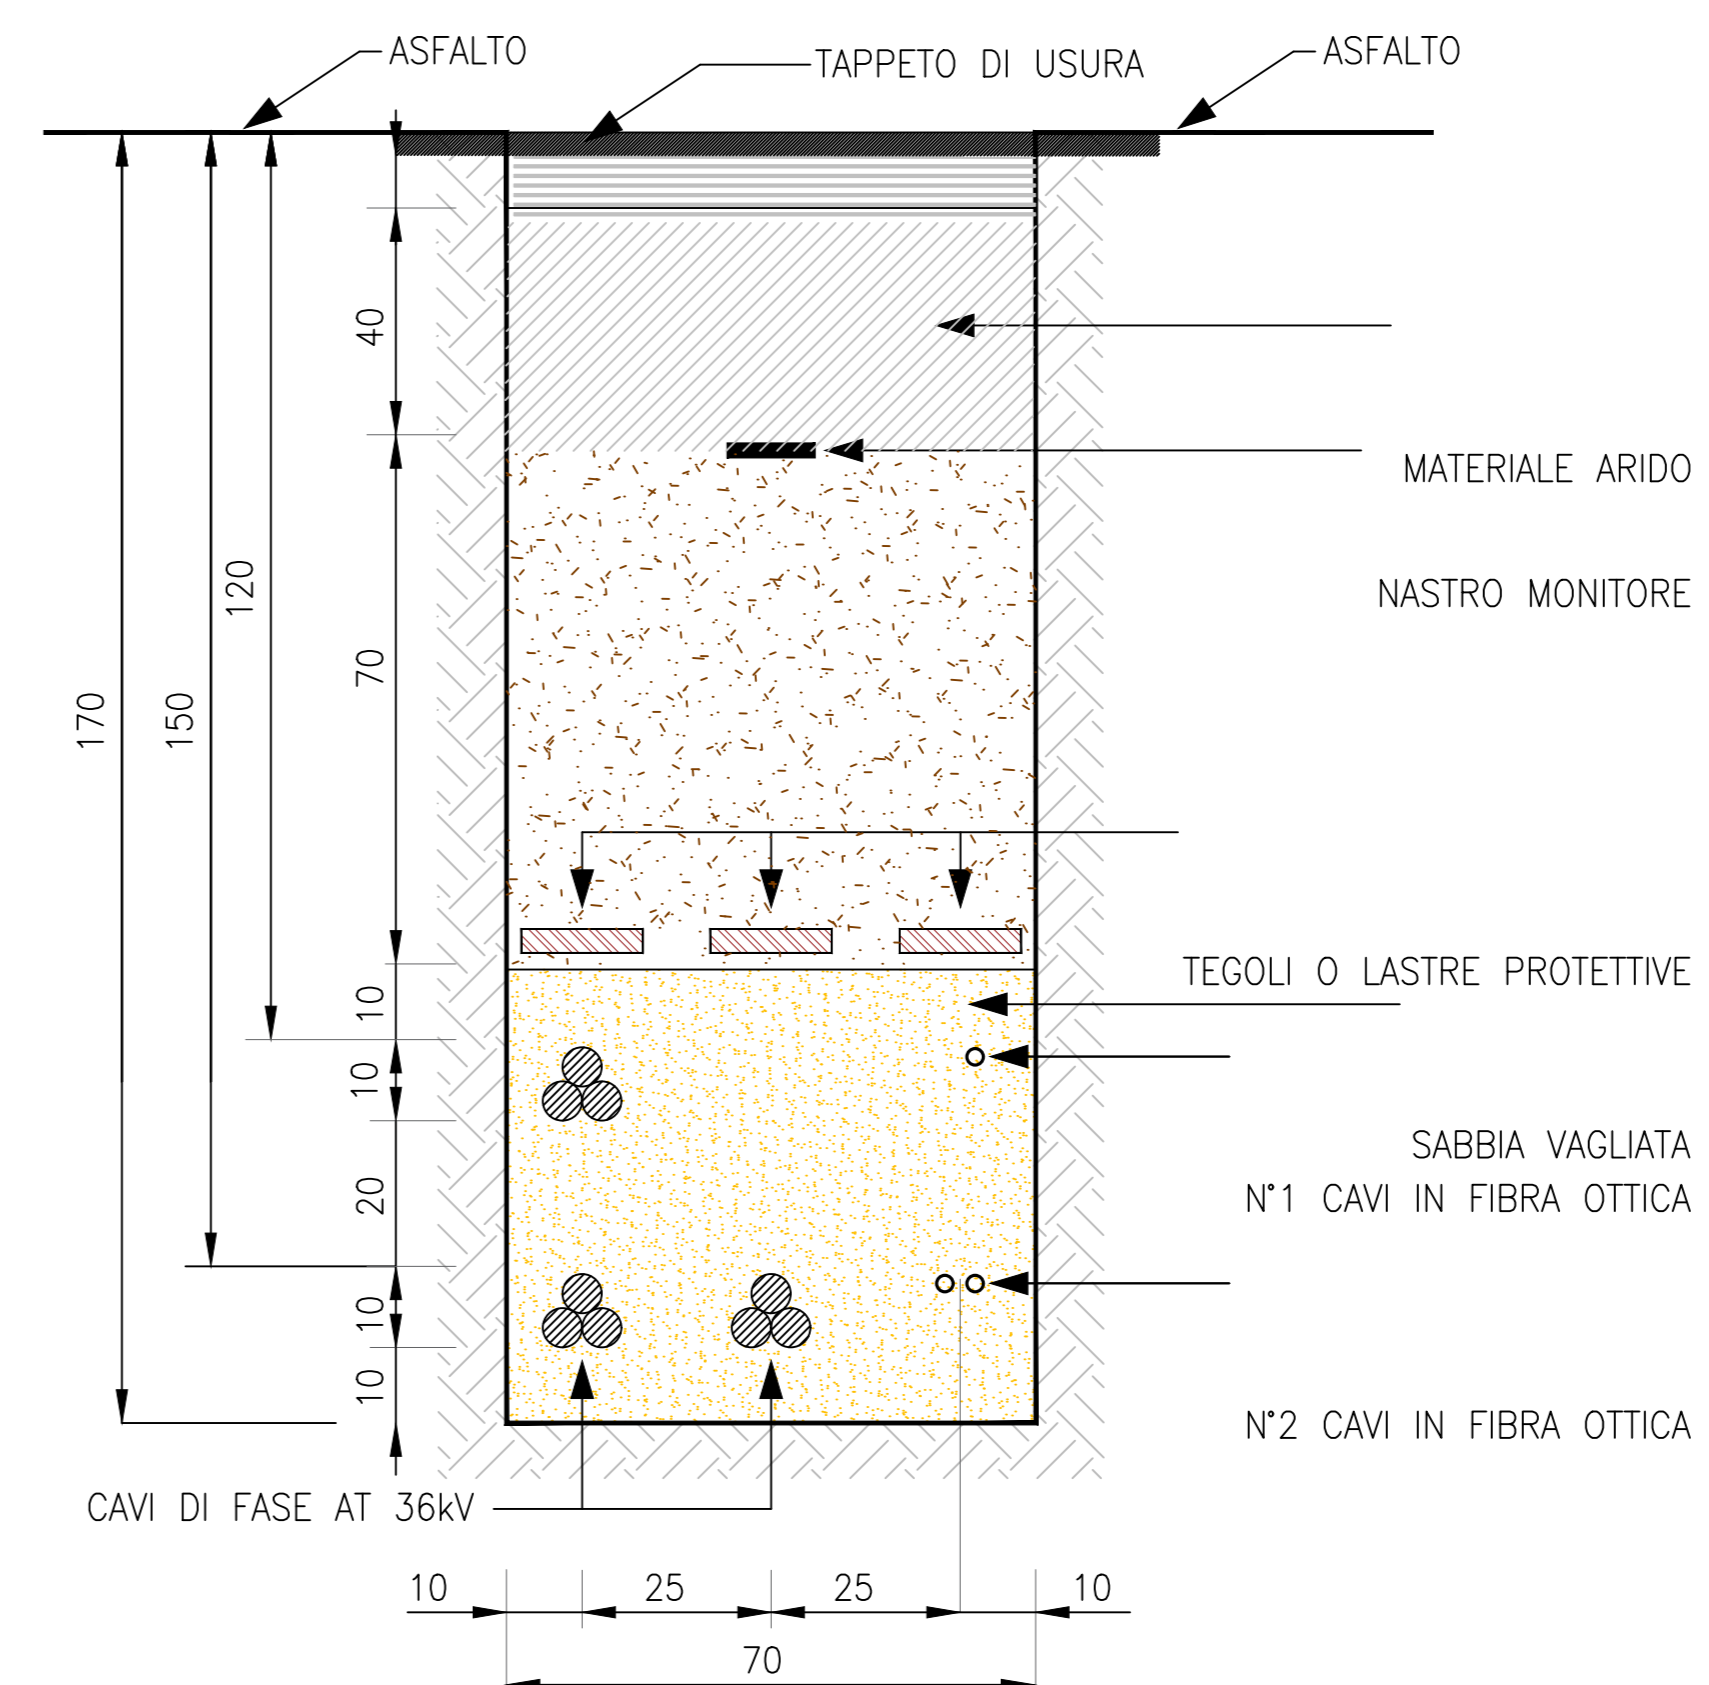 ASFALTO
TAPPETO DI USURA
ASFALTO
40
MATERIALE ARIDO
NASTRO MONITORE
120
70
170
150
TEGOLI O LASTRE PROTETTIVE
10
10
SABBIA VAGLIATA
20
N°1 CAVI IN FIBRA OTTICA
10
10
N°2 CAVI IN FIBRA OTTICA
CAVI DI FASE AT 36kV
10 25 25 10
70